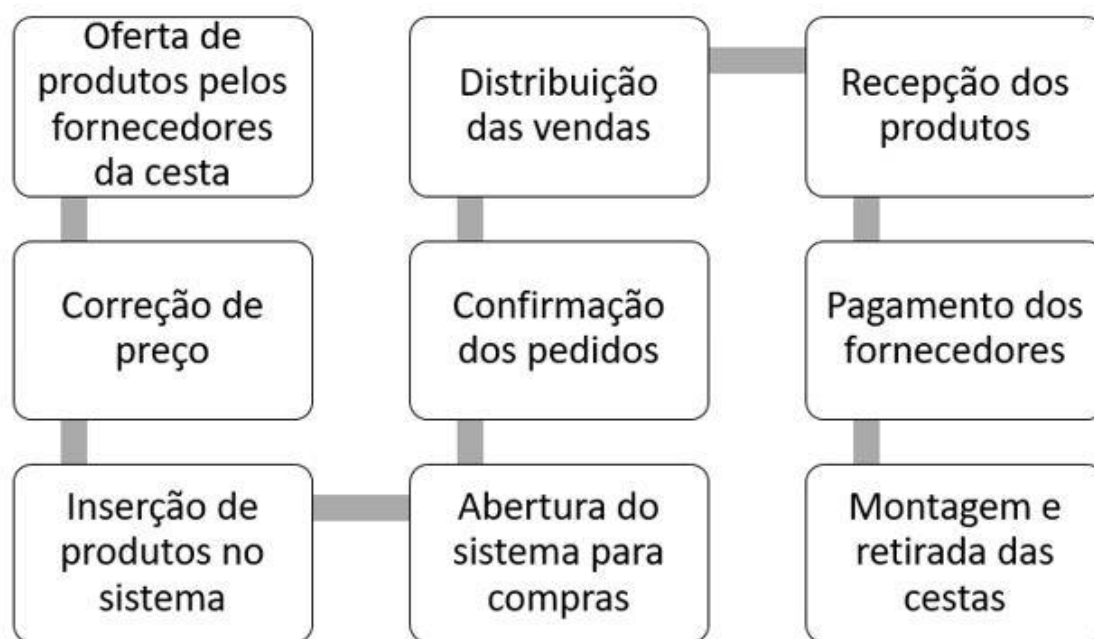 Oferta de
produtos pelos
fornecedores
da cesta
Correção de
preço
Inserção de
produtos no
sistema
Abertura do
sistema para
compras
Confirmação
dos pedidos
Distribuição
das vendas
Recepção dos
produtos
Pagamento dos
fornecedores
Montagem e
retirada das
cestas